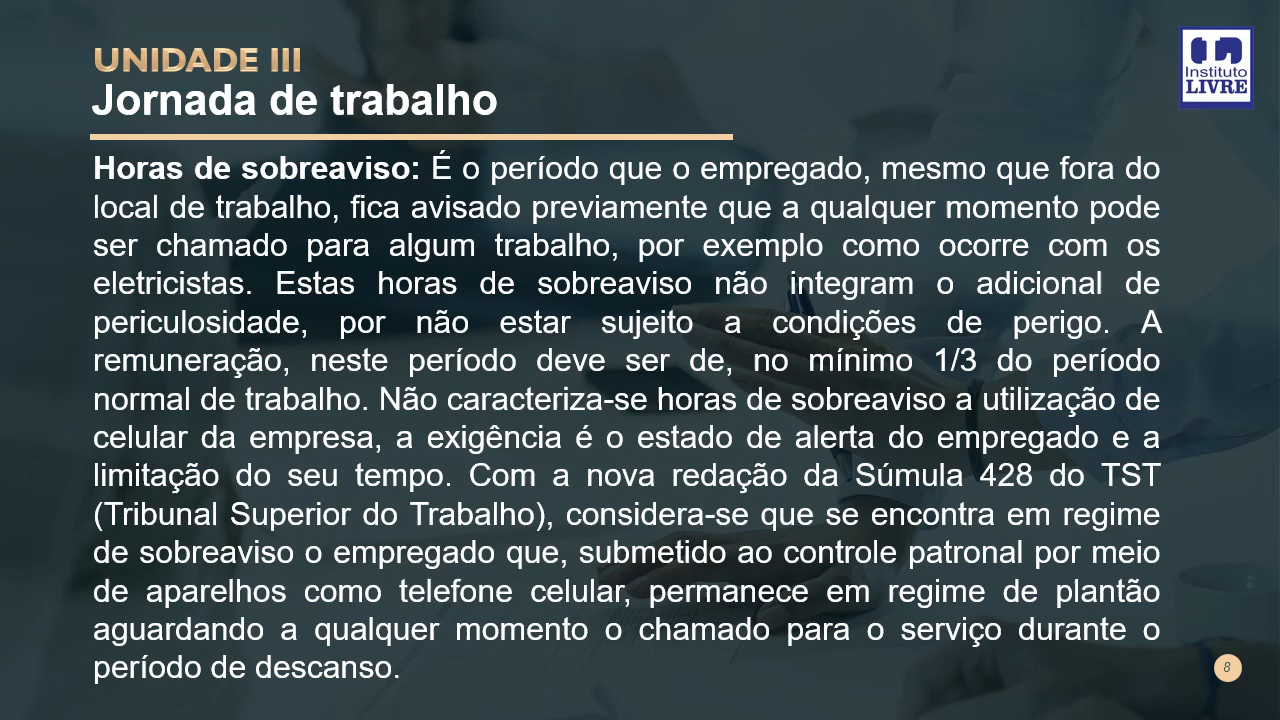 UNIDADE III
Jornada de trabalho
Instituto
LIVRE
Horas de sobreaviso: É o período que o empregado, mesmo que fora do
local de trabalho, fica avisado previamente que a qualquer momento pode
ser chamado para algum trabalho, por exemplo como ocorre com os
eletricistas. Estas horas de sobreaviso não integram o adicional de
periculosidade, por não estar sujeito a condições de perigo. A
remuneração, neste período deve ser de, no mínimo 1/3 do período
normal de trabalho. Não caracteriza-se horas de sobreaviso a utilização de
celular da empresa, a exigência é o estado de alerta do empregado e a
limitação do seu tempo. Com a nova redação da Súmula 428 do TST
(Tribunal Superior do Trabalho), considera-se que se encontra em regime
de sobreaviso o empregado que, submetido ao controle patronal por meio
de aparelhos como telefone celular, permanece em regime de plantão
aguardando a qualquer momento o chamado para o serviço durante o
período de descanso.
8